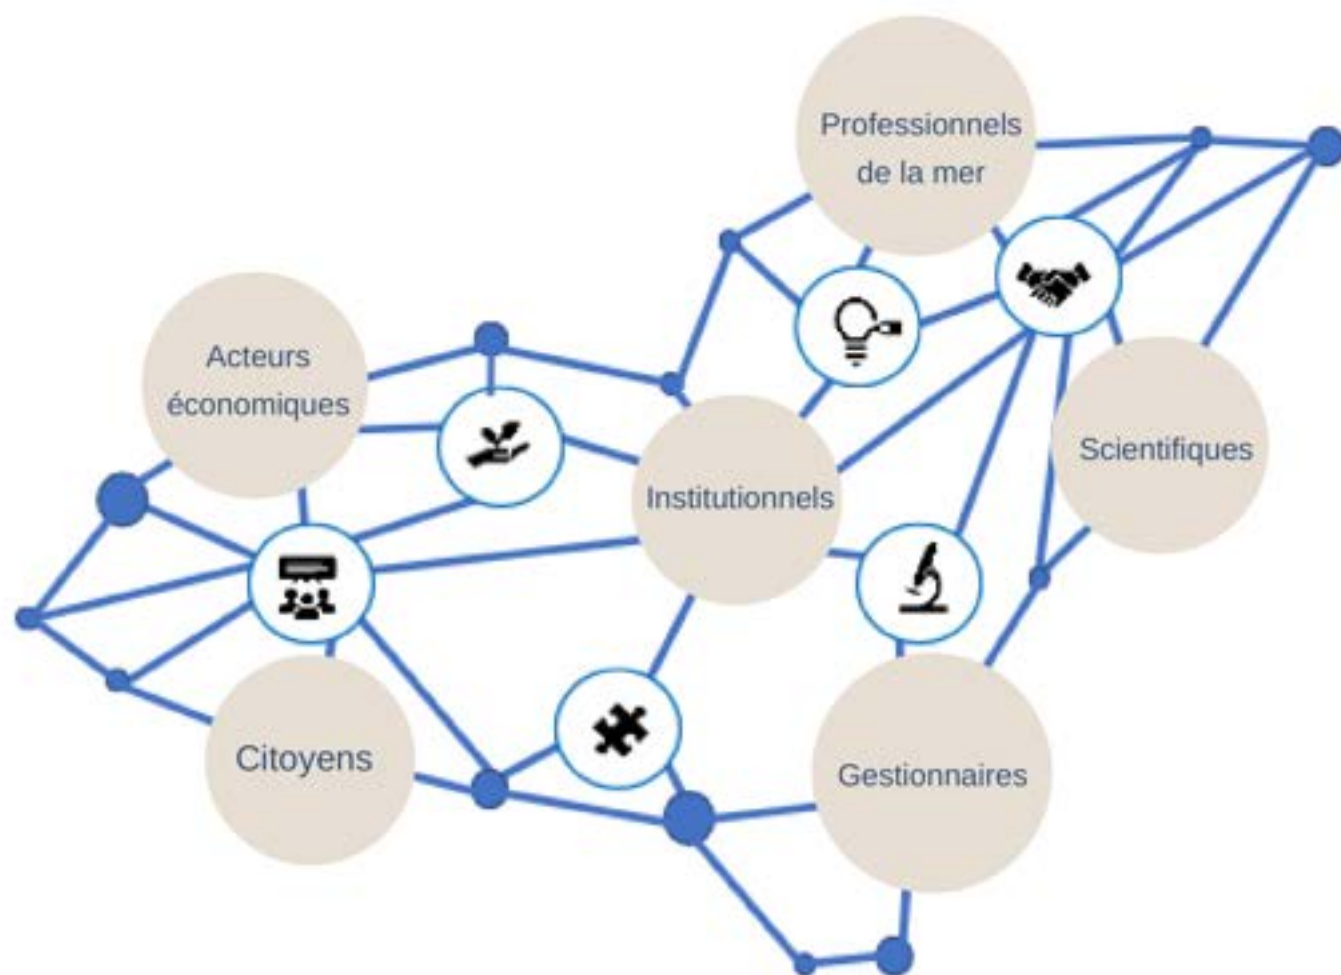 Professionnels
de la mer
Acteurs
économiques
Scientifiques
Institutionnels
Citoyens
Gestionnaires